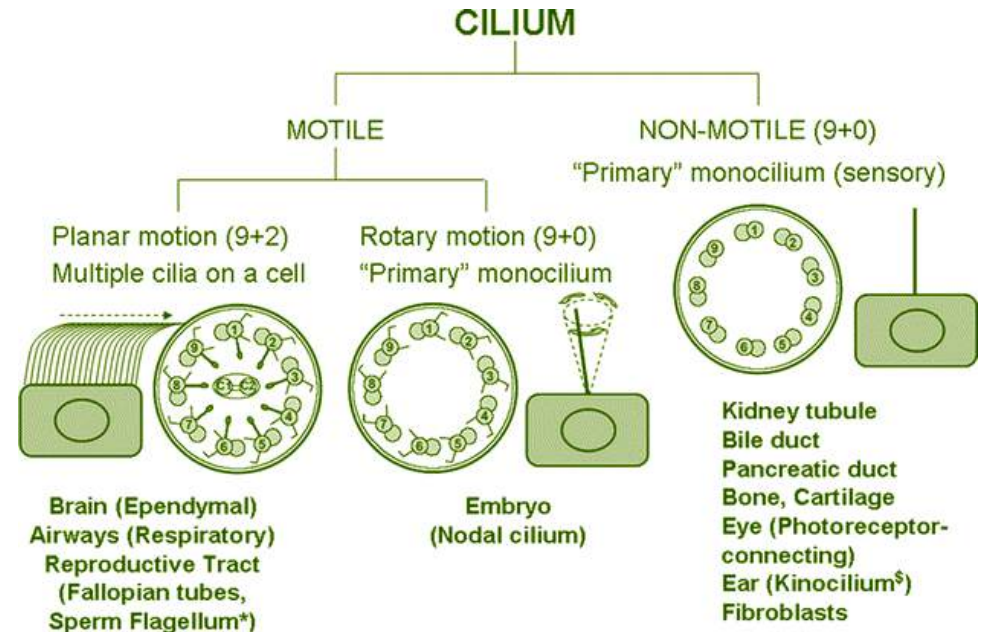 CILIUM
MOTILE
NON-MOTILE (9+0)
“Primary” monocilium (sensory)
Planar motion (9+2)
Multiple cilia on a cell
Rotary motion (9+0)
“Primary” monocilium
1
2
3
4
5
6
7
8
9
C1
C2
1
2
3
4
5
6
7
8
9
1
2
3
4
5
6
7
8
9
Brain (Ependymal)
Airways (Respiratory)
Reproductive Tract
(Fallopian tubes,
Sperm Flagellum*)
Embryo
(Nodal cilium)
Kidney tubule
Bile duct
Pancreatic duct
Bone, Cartilage
Eye (Photoreceptor-
connecting)
Ear (Kinocilium$)
Fibroblasts